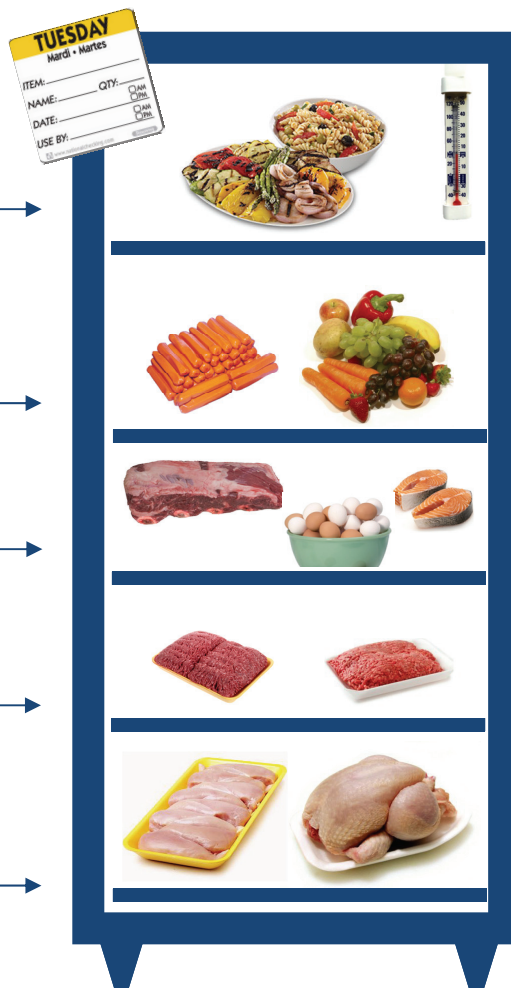 TUESDAY
Mardi • Martes
ITEM:
NAME: QTY: AM
PM
DATE: AM
PM
USE BY: